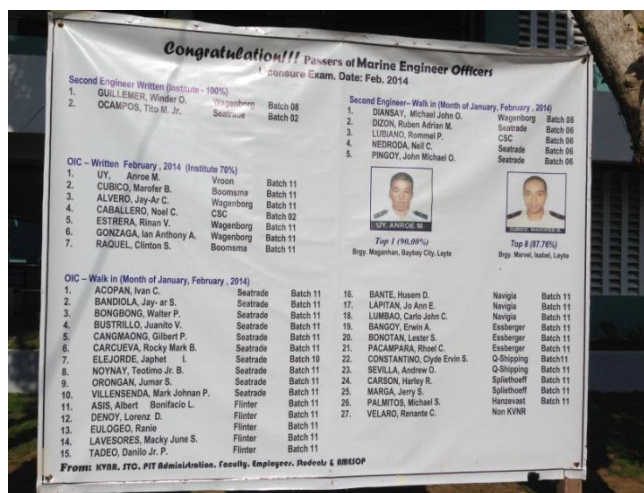 Congratulation!!! Passers of Marine Engineer Officers
Licensure Exam. Date: Feb. 2014
Second Engineer Written (Institute - 100%)
1. GUILLEMER, Winder O. Wagenborg Batch 08
2. OCAMPOS, Tito M. Jr. Seatrade Batch 02
OIC – Written February , 2014 (Institute 70%)
1. UY, Anroe M. Vroon Batch 11
2. CUBICO, Marofer B. Boomsma Batch 11
3. ALVERO, Jay-Ar C. Wagenborg Batch 11
4. CABALLERO, Noel C. CSC Batch 02
5. ESTRERA, Rinan V. Wagenborg Batch 11
6. GONZAGA, Ian Anthony A. Wagenborg Batch 11
7. RAQUEL, Clinton S. Boomsma Batch 11
Second Engineer– Walk in (Month of January, February , 2014)
1. DIANSAY, Michael John O. Wagenborg Batch 08
2. DIZON, Ruben Adrian M. Seatrade Batch 06
3. LUBIANO, Rommel P. CSC Batch 06
4. NEDRODA, Neil C. Seatrade Batch 06
5. PINGOY, John Michael O. Seatrade Batch 06
UY, ANROE M.
CUBICO, MAROFER B.
Top 1 (90.00%)
Brgy. Maganhan, Baybay City, Leyte
Top 8 (87.76%)
Brgy. Marvel, Isabel, Leyte
OIC – Walk in (Month of January, February , 2014)
1. ACOPAN, Ivan C. Seatrade Batch 11
2. BANDIOLA, Jay- ar S. Seatrade Batch 11
3. BONGBONG, Walter P. Seatrade Batch 11
4. BUSTRILLO, Juanito V. Seatrade Batch 11
5. CANGMAONG, Gilbert P. Seatrade Batch 11
6. CARCUEVA, Rocky Mark B. Seatrade Batch 11
7. ELEJORDE, Japhet I. Seatrade Batch 10
8. NOYNAY, Teotimo Jr. B. Seatrade Batch 11
9. ORONGAN, Jumar S. Seatrade Batch 11
10. VILLENSENDA, Mark Johnan P. Seatrade Batch 11
11. ASIS, Albert Bonifacio L. Flinter Batch 11
12. DENOY, Lorenz D. Flinter Batch 11
13. EULOGEO, Ranie Flinter Batch 11
14. LAVESORES, Macky June S. Flinter Batch 11
15. TADEO, Danilo Jr. P. Flinter Batch 11
16. BANTE, Husem D. Navigia Batch 11
17. LAPITAN, Jo Ann E. Navigia Batch 11
18. LUMBAO, Carlo John C. Navigia Batch 11
19. BANGOY, Erwin A. Essberger Batch 11
20. BONOTAN, Lester S. Essberger Batch 11
21. PACAMPARA, Rhoel C. Essberger Batch 11
22. CONSTANTINO, Clyde Ervin S. Q-Shipping Batch11
23. SEVILLA, Andrew O. Q-Shipping Batch 11
24. CARSON, Harley R. Spliethoeff Batch 11
25. MARGA, Jerry S. Spliethoeff Batch 11
26. PALMITOS, Michael S. Hanzevast Batch 11
27. VELARO, Renante C. Non KVNR
From: KVNR, STC, PIT Administration, Faculty, Employees, Students & AMESOP